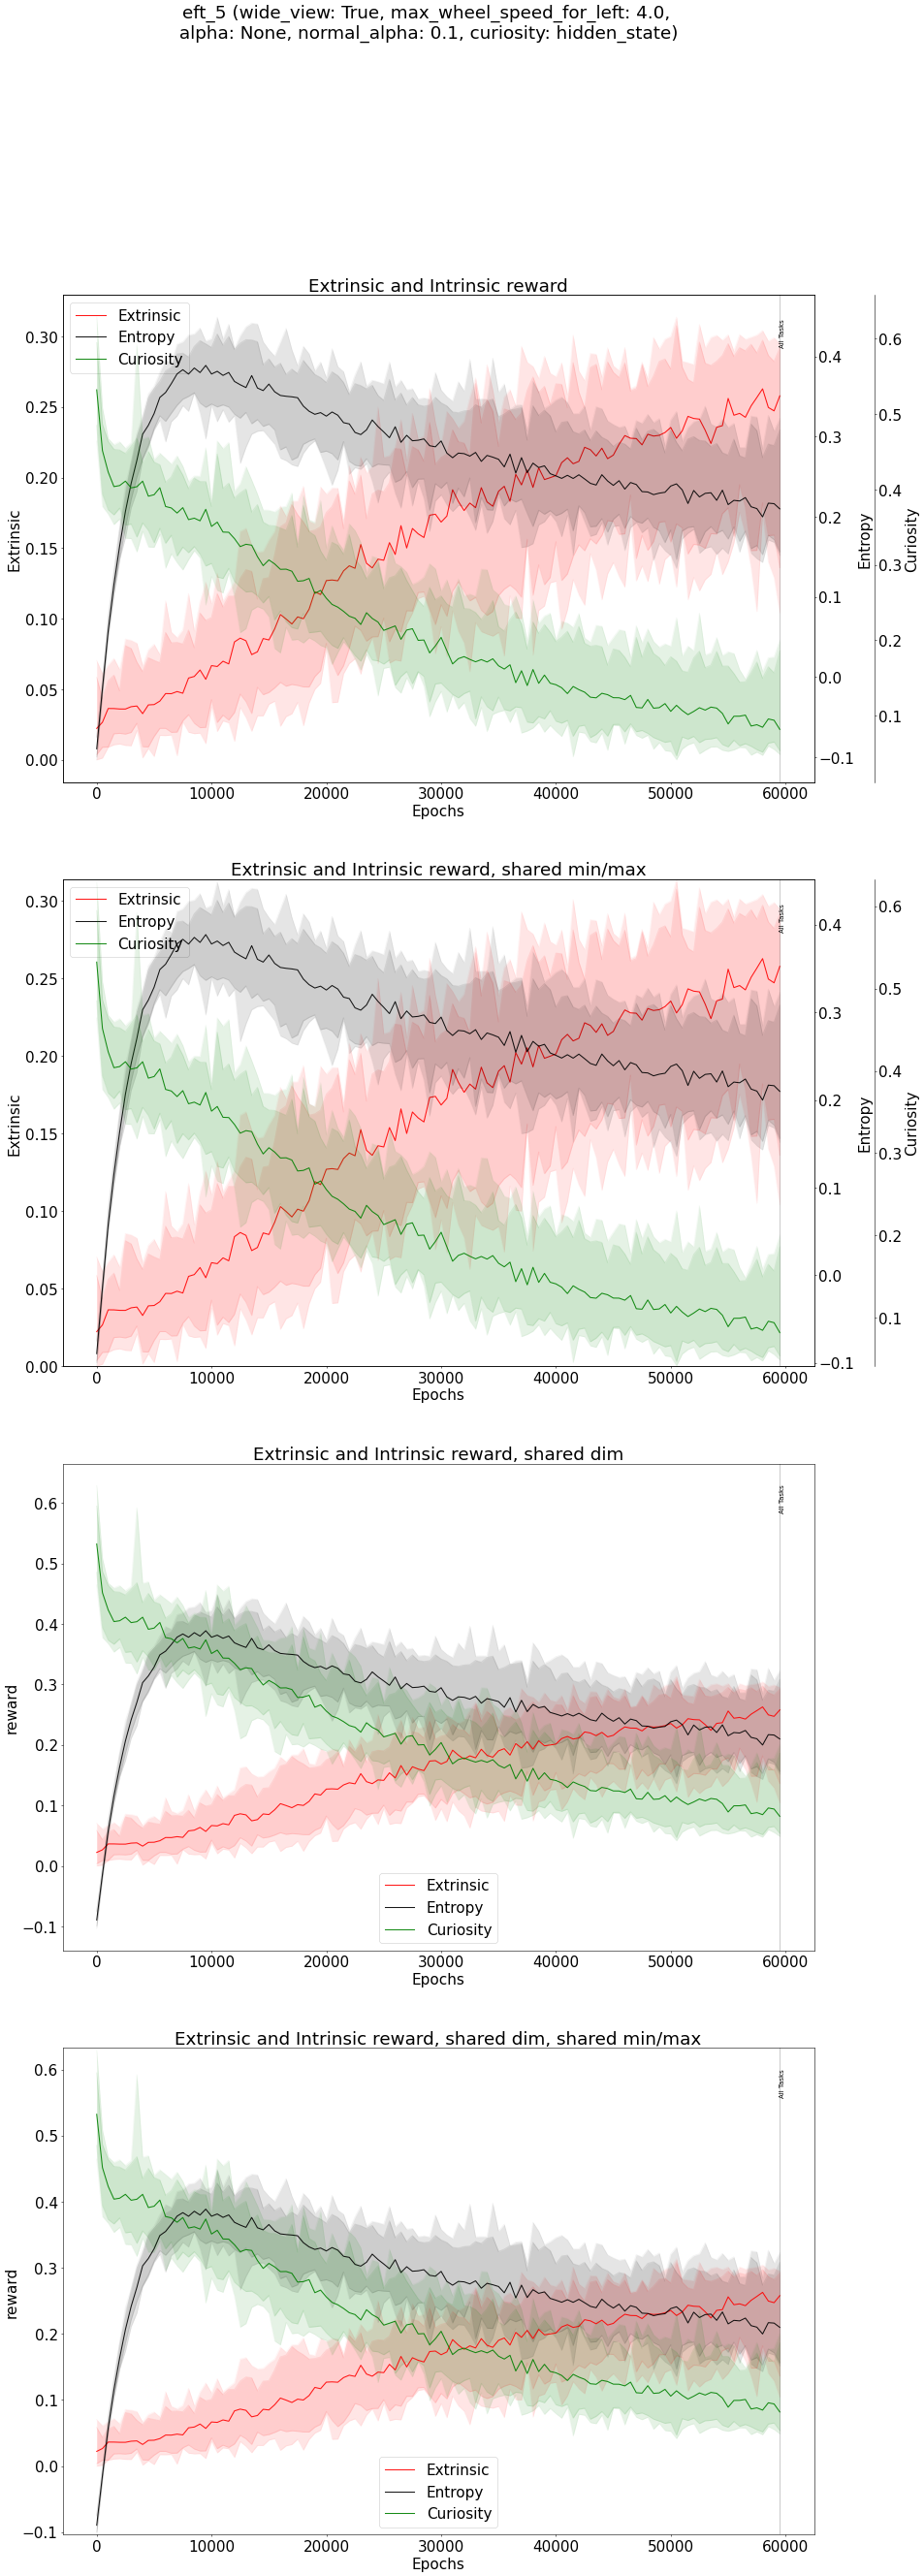 eft_5 (wide_view: True, max_wheel_speed_for_left: 4.0,
alpha: None, normal_alpha: 0.1, curiosity: hidden_state)
Extrinsic and Intrinsic reward
Extrinsic
Entropy
Curiosity
All Tasks
0.30
0.25
0.20
0.15
0.10
0.05
0.00
Extrinsic
0.4
0.3
0.2
0.1
0.0
−0.1
Entropy
0.6
0.5
0.4
0.3
0.2
0.1
Curiosity
0 10000 20000 30000 40000 50000 60000
Epochs
Extrinsic and Intrinsic reward, shared min/max
Extrinsic
Entropy
Curiosity
All Tasks
0.30
0.25
0.20
0.15
0.10
0.05
0.00
Extrinsic
0.4
0.3
0.2
0.1
0.0
−0.1
Entropy
0.6
0.5
0.4
0.3
0.2
0.1
Curiosity
0 10000 20000 30000 40000 50000 60000
Epochs
Extrinsic and Intrinsic reward, shared dim
All Tasks
0.6
0.5
0.4
0.3
0.2
0.1
0.0
−0.1
reward
Extrinsic
Entropy
Curiosity
0 10000 20000 30000 40000 50000 60000
Epochs
Extrinsic and Intrinsic reward, shared dim, shared min/max
All Tasks
0.6
0.5
0.4
0.3
0.2
0.1
0.0
−0.1
reward
Extrinsic
Entropy
Curiosity
0 10000 20000 30000 40000 50000 60000
Epochs